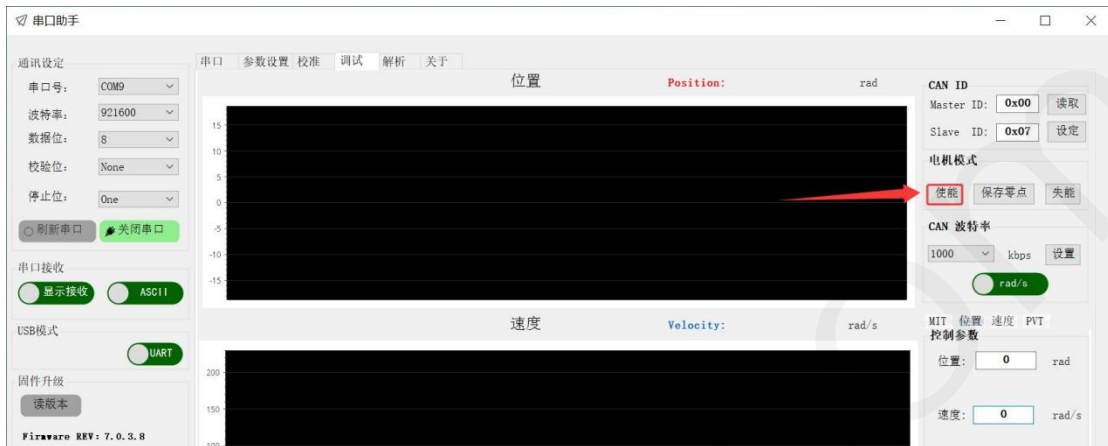 串口助手
通讯设定
串口号: COM9
波特率: 921600
数据位: 8
校验位: None
停止位: One
刷新串口 关闭串口
串口接收
显示接收 ASCII
USB模式
UART
固件升级
读版本
Firmware REV: 7.0.3.8
串口 参数设置 校准 调试 解析 关于
位置 Position: rad
15
10
5
0
-5
-10
-15
速度 Velocity: rad/s
200
150
100
CAN ID
Master ID: 0x00 读取
Slave ID: 0x07 设定
电机模式
使能 保存零点 失能
CAN 波特率
1000 kbps 设置
rad/s
MIT 位置 速度 PVT
控制参数
位置: 0 rad
速度: 0 rad/s